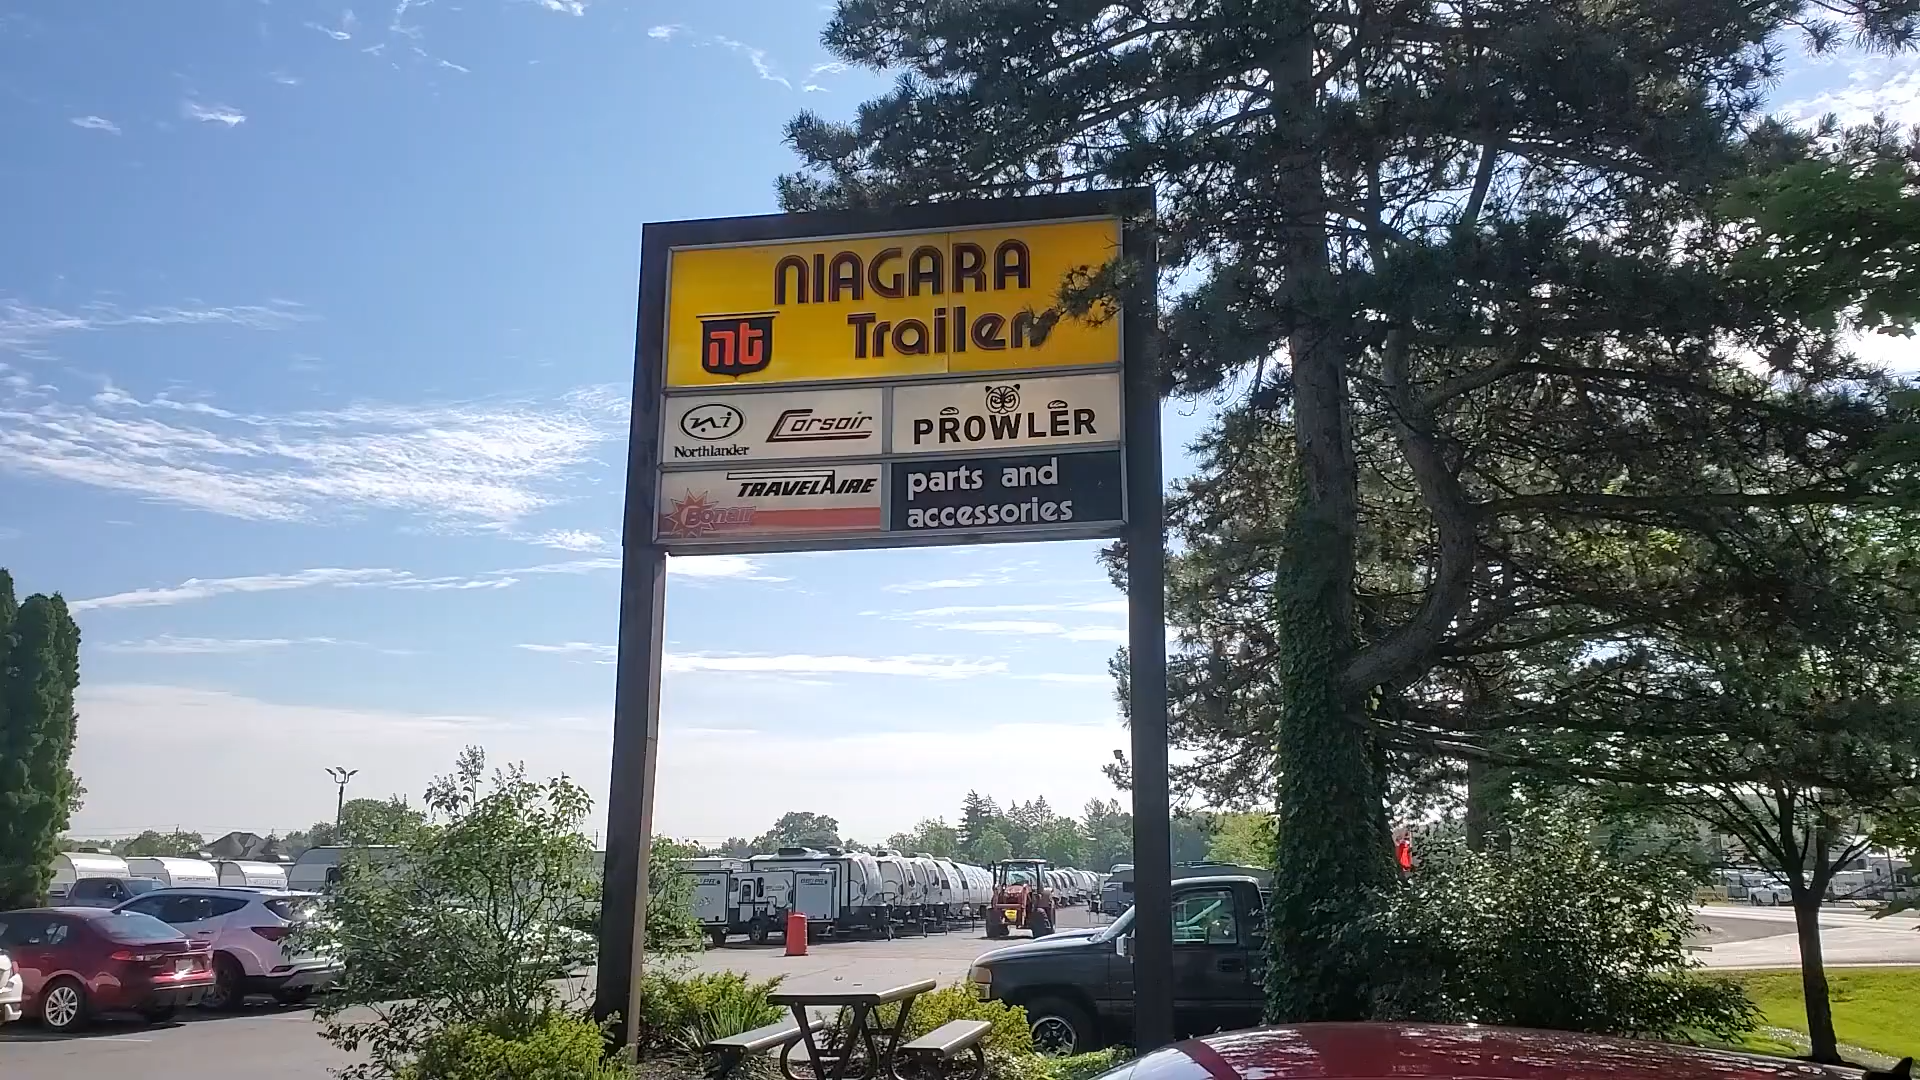 NIAGARA
Trailers
nt
Northlander
Corsair
PROWLER
TRAVELAIRE
Bonair
parts and
accessories